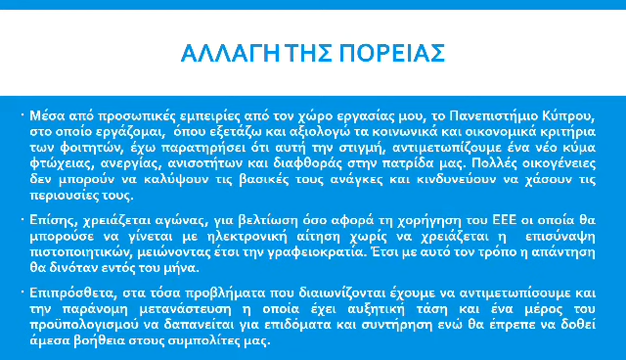 ΑΛΛΑΓΗ ΤΗΣ ΠΟΡΕΙΑΣ
· Μέσα από προσωπικές εμπειρίες από τον χώρο εργασίας μου, το Πανεπιστήμιο Κύπρου,
στο οποίο εργάζομαι, όπου εξετάζω και αξιολογώ τα κοινωνικά και οικονομικά κριτήρια
των φοιτητών, έχω παρατηρήσει ότι αυτή την στιγμή, αντιμετωπίζουμε ένα νέο κύμα
φτώχειας, ανεργίας, ανισοτήτων και διαφθοράς στην πατρίδα μας. Πολλές οικογένειες
δεν μπορούν να καλύψουν τις βασικές τους ανάγκες και κινδυνεύουν να χάσουν τις
περιουσίες τους.
· Επίσης, χρειάζεται αγώνας, για βελτίωση όσο αφορά τη χορήγηση του ΕΕΕ οι οποία θα
μπορούσε να γίνεται με ηλεκτρονική αίτηση χωρίς να χρειάζεται η επισύναψη
πιστοποιητικών, μειώνοντας έτσι την γραφειοκρατία. Έτσι με αυτό τον τρόπο η απάντηση
θα δινόταν εντός του μήνα.
· Επιπρόσθετα, στα τόσα προβλήματα που διαιωνίζονται έχουμε να αντιμετωπίσουμε και
την παράνομη μετανάστευση η οποία έχει αυξητική τάση και ένα μέρος του
προϋπολογισμού να δαπανείται για επιδόματα και συντήρηση ενώ θα έπρεπε να δοθεί
άμεσα βοήθεια στους συμπολίτες μας.